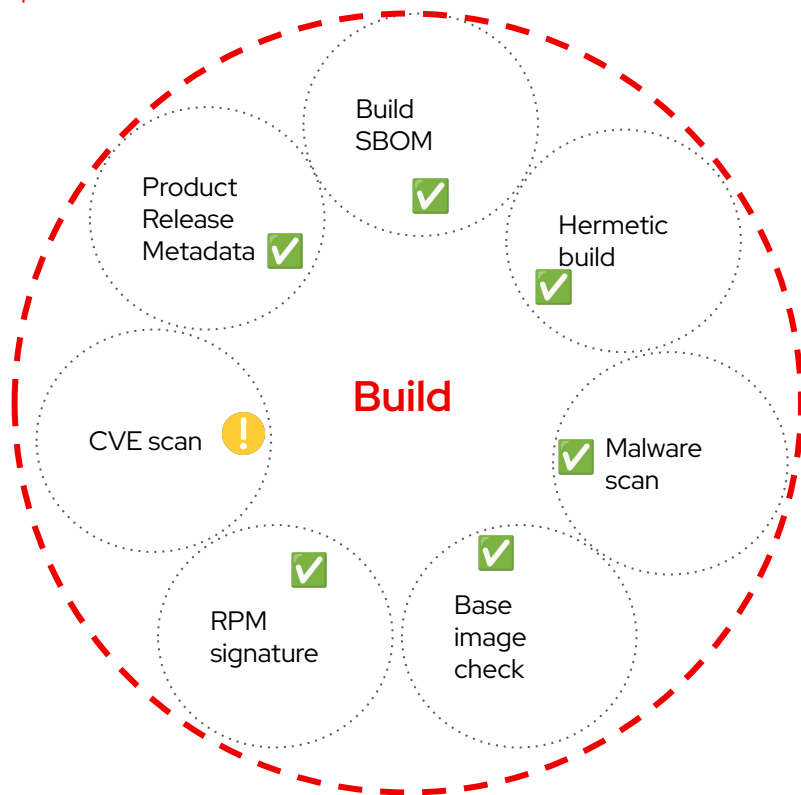 Build
SBOM
Product
Release
Metadata
Hermetic
build
Build
CVE scan
Malware
scan
Base
image
check
RPM
signature